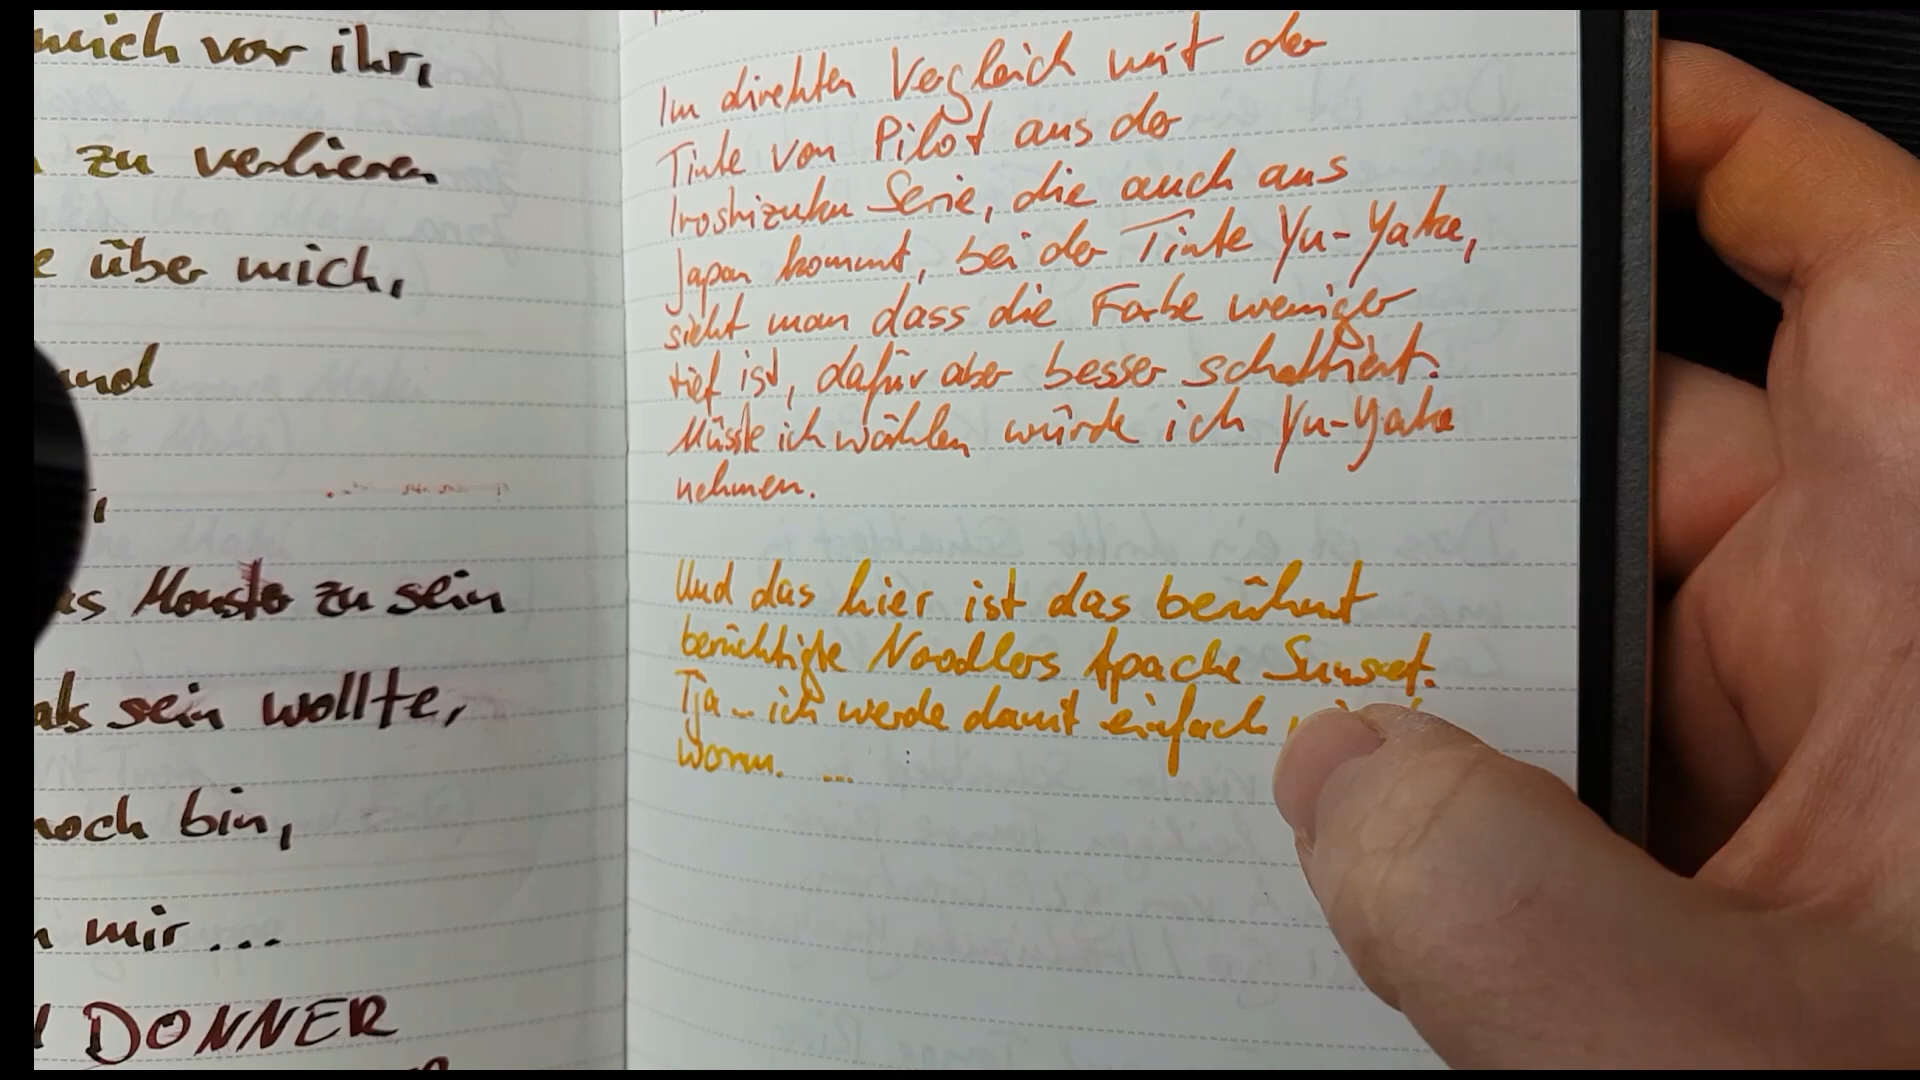 mich vor ihr,
zu verlieren
e über mich,
und
Monster zu sein
sein wollte,
noch bin,
mir ...
DONNER
Im direkten Vergleich mit der
Tinte von Pilot aus der
Iroshizuku Serie, die auch aus
Japan kommt, bei der Tinte Yu-Yake,
sieht man dass die Farbe weniger
tief ist, dafür aber besser schattiert.
Müsste ich wählen würde ich Yu-Yake
nehmen.
Und das hier ist das berühmt
berüchtigte Noodlers Apache Sunset.
Tja - ich werde damit einfach
warm. ...